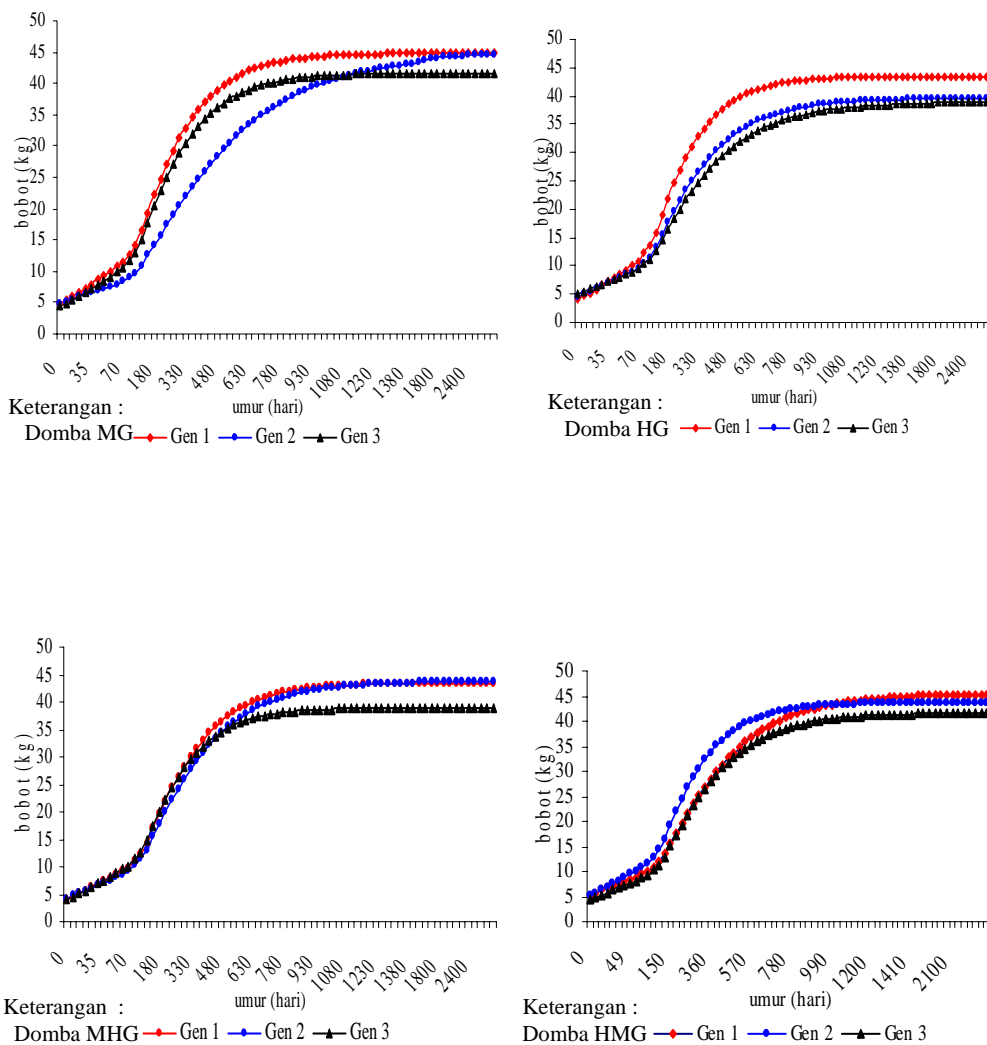 50
45
40
35
30
25
20
15
10
5
0
bobot (kg)
0 35 70 180 330 480 630 780 930 1080 1230 1380 1800 2400
umur (hari)
Keterangan :
Domba MG Gen 1 Gen 2 Gen 3
50
45
40
35
30
25
20
15
10
5
0
bobot (kg)
0 35 70 180 330 480 630 780 930 1080 1230 1380 1800 2400
umur (hari)
Keterangan :
Domba HG Gen 1 Gen 2 Gen 3
50
45
40
35
30
25
20
15
10
5
0
bobot (kg)
0 35 70 180 330 480 630 780 930 1080 1230 1380 1800 2400
umur (hari)
Keterangan :
Domba MHG Gen 1 Gen 2 Gen 3
50
45
40
35
30
25
20
15
10
5
0
bobot (kg)
0 49 150 360 570 780 990 1200 1410 2100
umur (hari)
Keterangan :
Domba HMG Gen 1 Gen 2 Gen 3